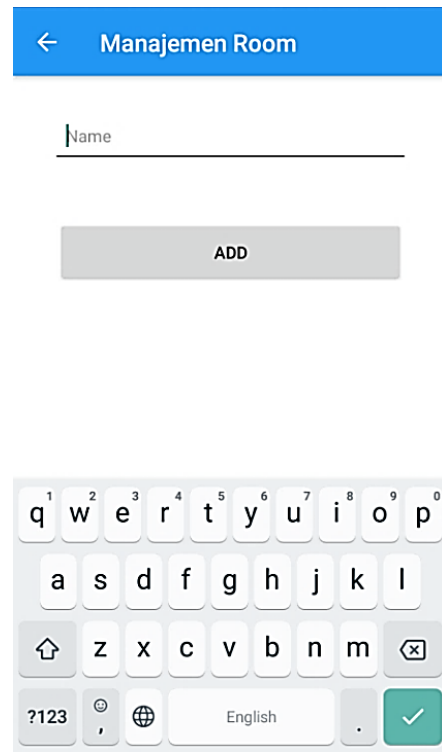 Manajemen Room
Name
ADD
1 2 3 4 5 6 7 8 9 0
q w e r t y u i o p
a s d f g h j k l
z x c v b n m
?123 , English .